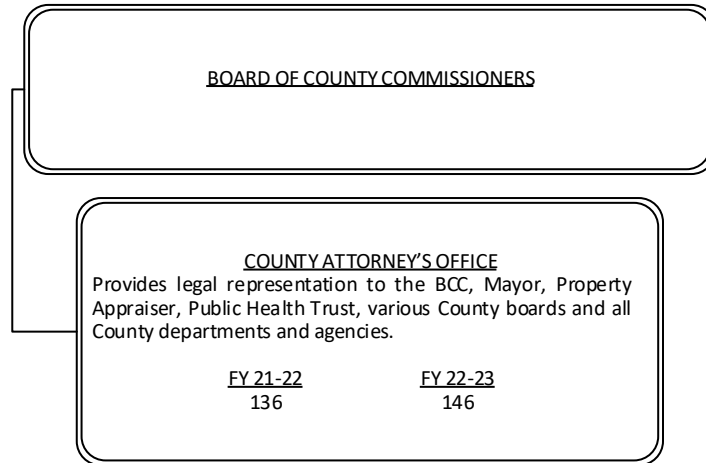 BOARD OF COUNTY COMMISSIONERS
COUNTY ATTORNEY'S OFFICE
Provides legal representation to the BCC, Mayor, Property
Appraiser, Public Health Trust, various County boards and all
County departments and agencies.
FY 21-22 FY 22-23
136 146